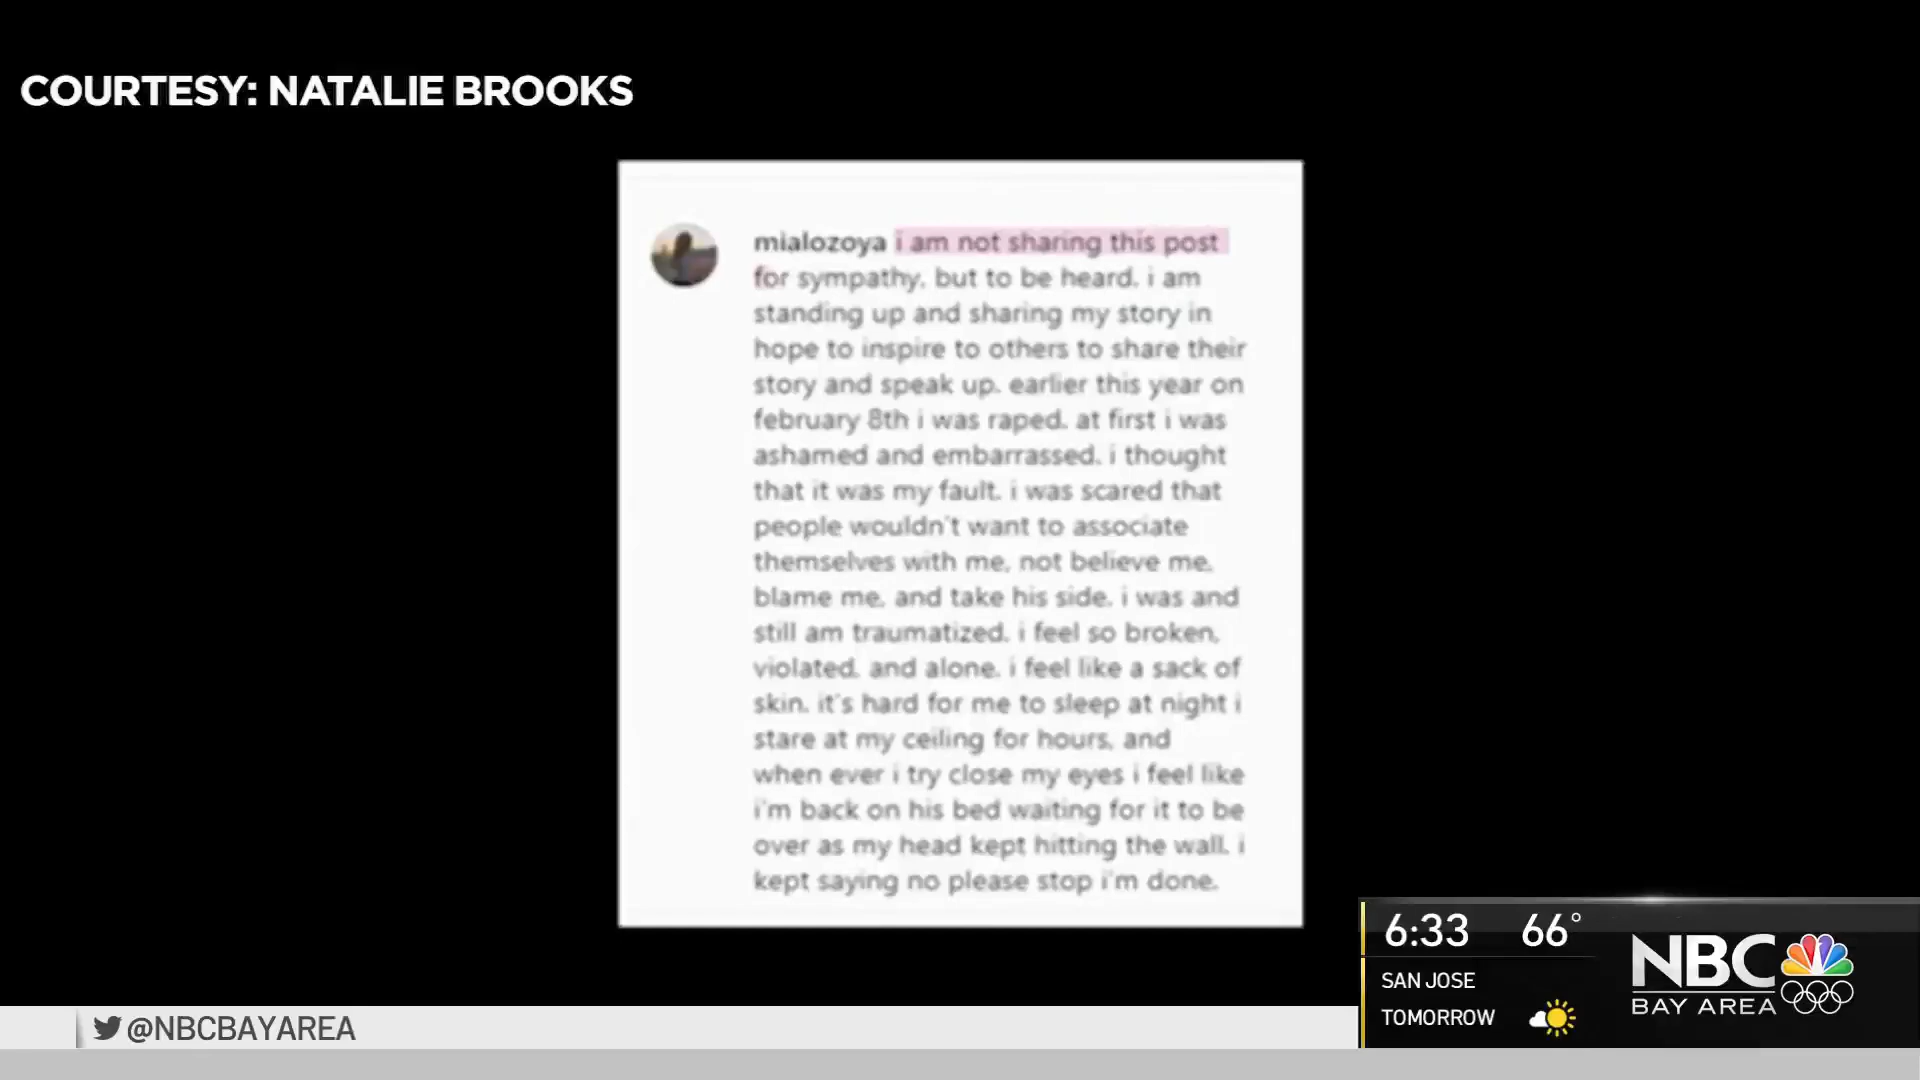 COURTESY: NATALIE BROOKS
mialozoya i am not sharing this post
for sympathy, but to be heard. i am
standing up and sharing my story in
hope to inspire to others to share their
story and speak up. earlier this year on
february 8th i was raped. at first i was
ashamed and embarrassed. i thought
that it was my fault. i was scared that
people wouldn't want to associate
themselves with me, not believe me,
blame me, and take his side. i was and
still am traumatized. i feel so broken,
violated, and alone. i feel like a sack of
skin. it's hard for me to sleep at night i
stare at my ceiling for hours, and
when ever i try close my eyes i feel like
i'm back on his bed waiting for it to be
over as my head kept hitting the wall. i
kept saying no please stop i'm done.
6:33 66°
SAN JOSE
TOMORROW
NBC
BAY AREA
@NBCBAYAREA